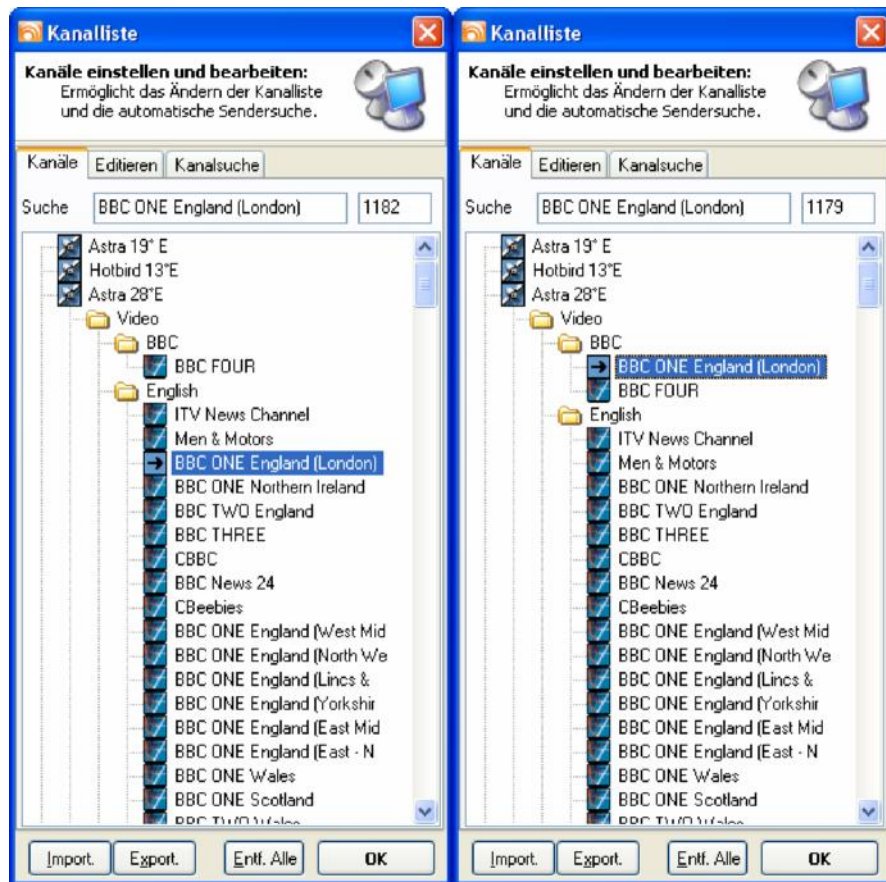 Kanalliste
Kanäle einstellen und bearbeiten:
Ermöglicht das Ändern der Kanalliste
und die automatische Sendersuche.
Kanäle Editieren Kanalsuche
Suche BBC ONE England (London) 1182
Astra 19° E
Hotbird 13°E
Astra 28°E
Video
BBC
BBC FOUR
English
ITV News Channel
Men & Motors
BBC ONE England (London)
BBC ONE Northern Ireland
BBC TWO England
BBC THREE
CBBC
BBC News 24
CBeebies
BBC ONE England (West Mid
BBC ONE England (North We
BBC ONE England (Lincs &
BBC ONE England (Yorkshir
BBC ONE England (East Mid
BBC ONE England (East - N
BBC ONE Wales
BBC ONE Scotland
BBC TWO Wales
Import. Export. Entf. Alle OK
Kanalliste
Kanäle einstellen und bearbeiten:
Ermöglicht das Ändern der Kanalliste
und die automatische Sendersuche.
Kanäle Editieren Kanalsuche
Suche BBC ONE England (London) 1179
Astra 19° E
Hotbird 13°E
Astra 28°E
Video
BBC
BBC ONE England (London)
BBC FOUR
English
ITV News Channel
Men & Motors
BBC ONE Northern Ireland
BBC TWO England
BBC THREE
CBBC
BBC News 24
CBeebies
BBC ONE England (West Mid
BBC ONE England (North We
BBC ONE England (Lincs &
BBC ONE England (Yorkshir
BBC ONE England (East Mid
BBC ONE England (East - N
BBC ONE Wales
BBC ONE Scotland
BBC TWO Wales
Import. Export. Entf. Alle OK